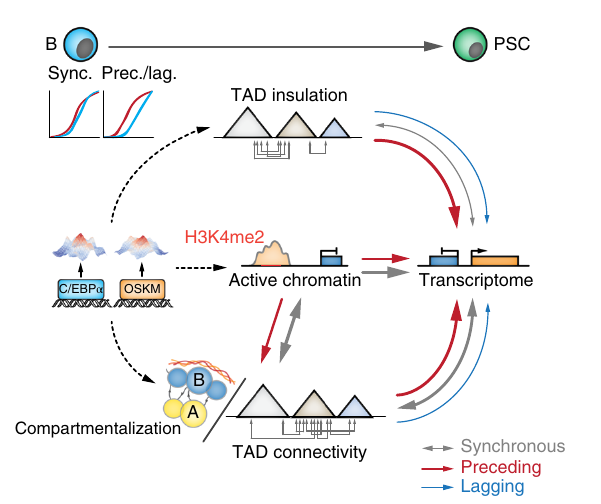 B
PSC
Sync. Prec./lag.
TAD insulation
H3K4me2
C/EBPα
OSKM
Active chromatin
Transcriptome
B
A
Compartmentalization
TAD connectivity
Synchronous
Preceding
Lagging